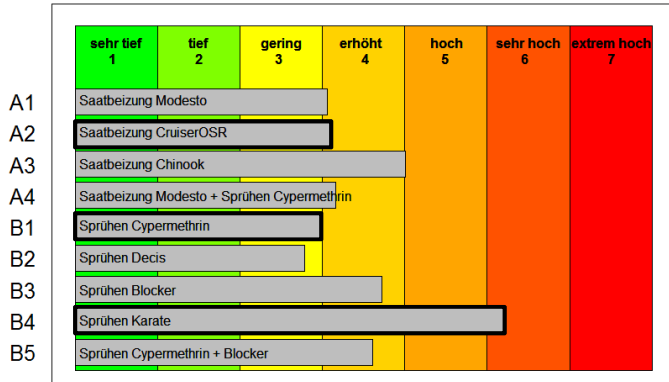 sehr tief tief gering erhöht hoch sehr hoch extrem hoch
1 2 3 4 5 6 7
A1 Saatbeizung Modesto
A2 Saatbeizung CruiserOSR
A3 Saatbeizung Chinook
A4 Saatbeizung Modesto + Sprühen Cypermethrin
B1 Sprühen Cypermethrin
B2 Sprühen Decis
B3 Sprühen Blocker
B4 Sprühen Karate
B5 Sprühen Cypermethrin + Blocker